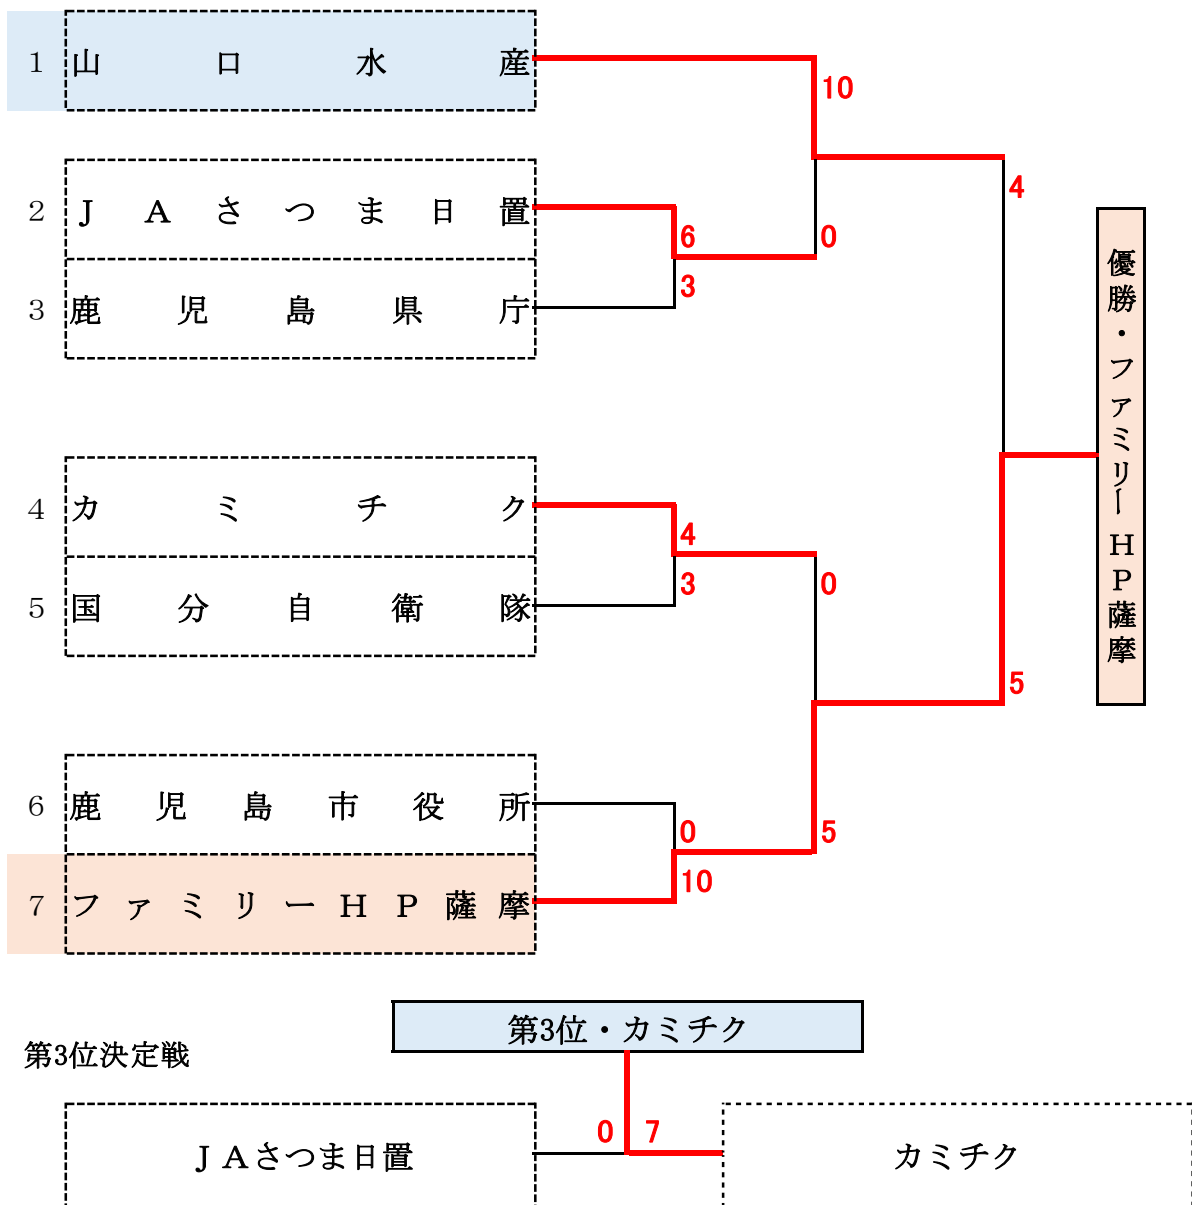 1 山口水産
10
2 ＪＡさつま日置
6
0
3 鹿児島県庁
3
4
4 カミチク
4
0
5 国分自衛隊
3
5
6 鹿児島市役所
0
5
7 ファミリーＨＰ薩摩
10
優勝・ファミリーＨＰ薩摩
第3位・カミチク
第3位決定戦
ＪＡさつま日置
0 7
カミチク